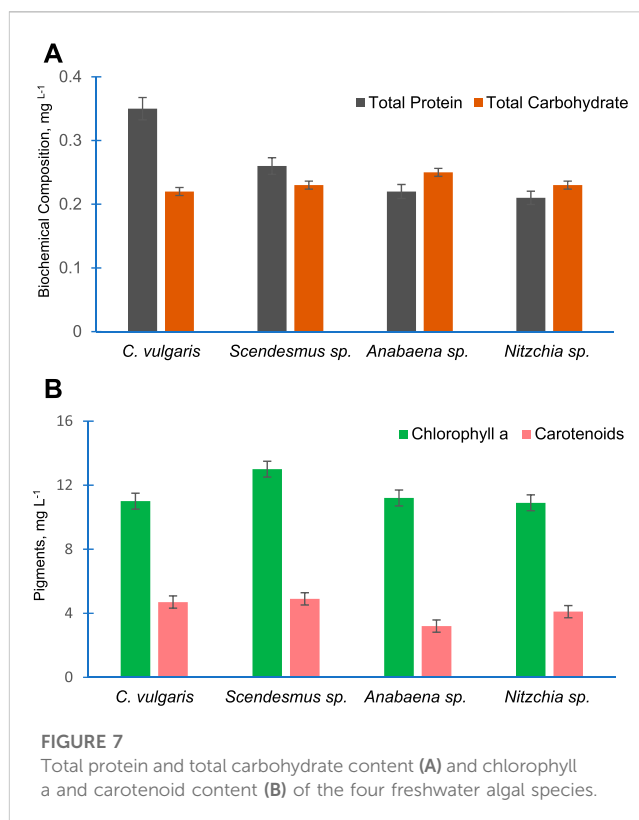 A
Biochemical Composition, mg L-1
0.4
0.3
0.2
0.1
0
Total Protein
Total Carbohydrate
C. vulgaris
Scendesmus sp.
Anabaena sp.
Nitzchia sp.
B
Pigments, mg L-1
16
12
8
4
0
Chlorophyll a
Carotenoids
C. vulgaris
Scendesmus sp.
Anabaena sp.
Nitzchia sp.
FIGURE 7
Total protein and total carbohydrate content (A) and chlorophyll
a and carotenoid content (B) of the four freshwater algal species.